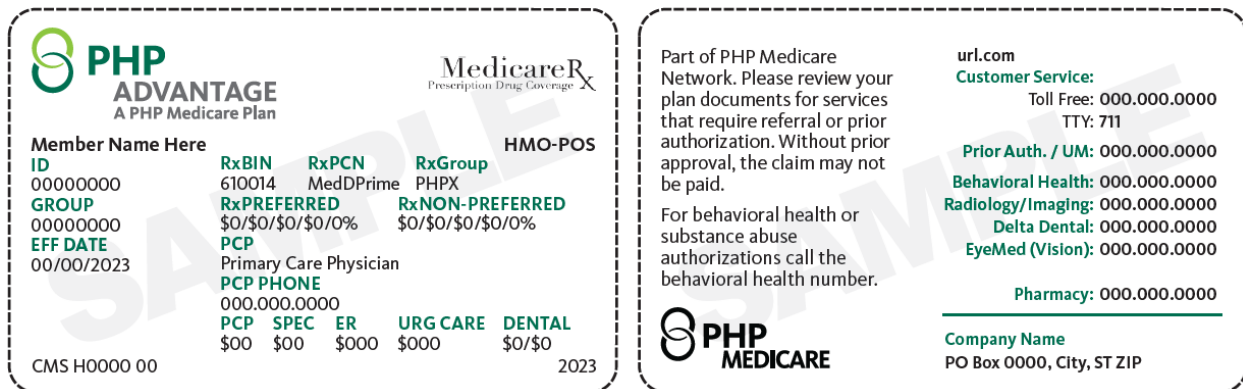 PHP
ADVANTAGE
A PHP Medicare Plan
MedicareRx
Prescription Drug Coverage
Member Name Here HMO-POS
ID RxBIN RxPCN RxGroup
00000000 610014 MedDPrime PHPX
GROUP RxPREFERRED RxNON-PREFERRED
00000000 $0/$0/$0/$0/0% $0/$0/$0/$0/0%
EFF DATE PCP
00/00/2023 Primary Care Physician
PCP PHONE
000.000.0000
PCP SPEC ER URG CARE DENTAL
$00 $00 $000 $000 $0/$0
CMS H0000 00 2023
SAMPLE
Part of PHP Medicare
Network. Please review your
plan documents for services
that require referral or prior
authorization. Without prior
approval, the claim may not
be paid.
For behavioral health or
substance abuse
authorizations call the
behavioral health number.
PHP
MEDICARE
url.com
Customer Service:
Toll Free: 000.000.0000
TTY: 711
Prior Auth. / UM: 000.000.0000
Behavioral Health: 000.000.0000
Radiology/Imaging: 000.000.0000
Delta Dental: 000.000.0000
EyeMed (Vision): 000.000.0000
Pharmacy: 000.000.0000
Company Name
PO Box 0000, City, ST ZIP
SAMPLE